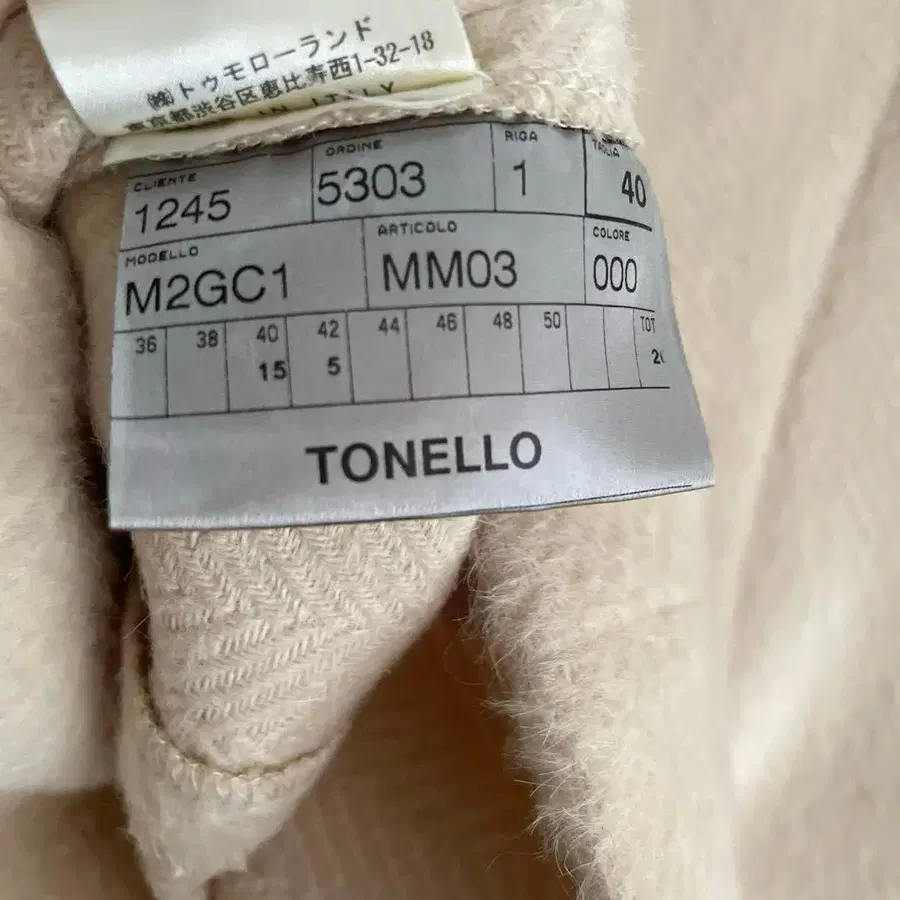 ㈱トゥモローランド
東京都渋谷区恵比寿西1-32-18
IN ITALY
CLIENTE ORDINE RIGA TAGLIA
1245 5303 1 40
MODELLO ARTICOLO COLORE
M2GC1 MM03 000
36 38 40 42 44 46 48 50 TOT
15 5
TONELLO